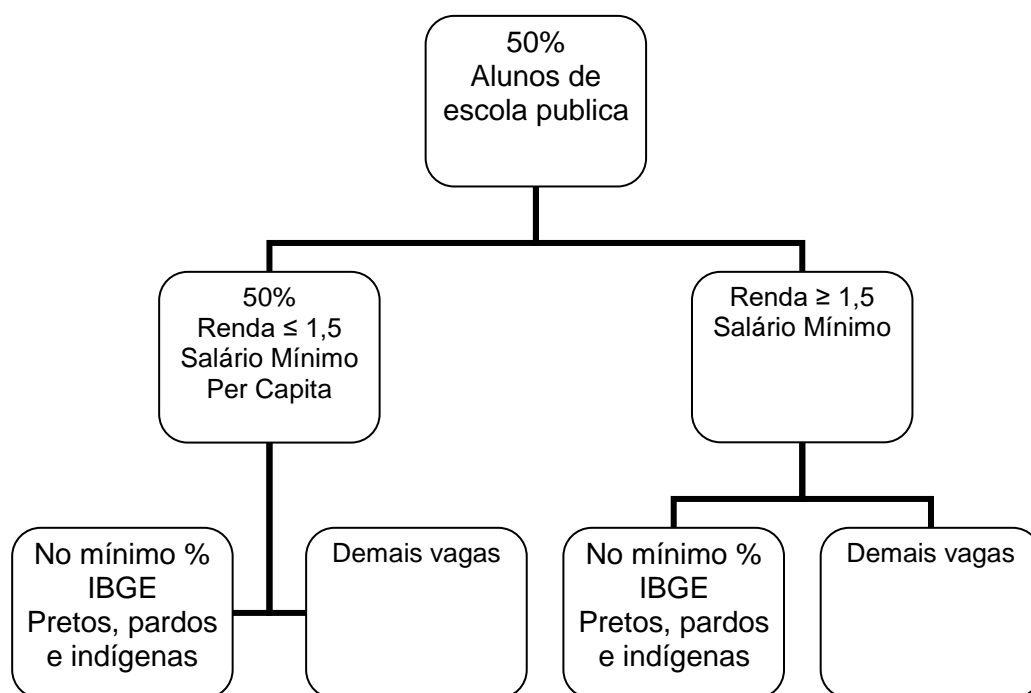 50%
Alunos de
escola publica
50%
Renda ≤ 1,5
Salário Mínimo
Per Capita
Renda ≥ 1,5
Salário Mínimo
No mínimo %
IBGE
Pretos, pardos
e indígenas
Demais vagas
No mínimo %
IBGE
Pretos, pardos
e indígenas
Demais vagas